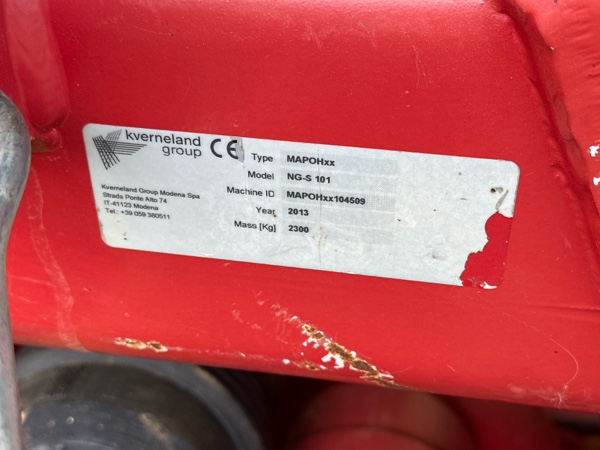 kverneland
group
CE
Type MAPOHxx
Model NG-S 101
Machine ID MAPOHxx104509
Year 2013
Mass [Kg] 2300
Kverneland Group Modena Spa
Strada Ponte Alto 74
IT-41123 Modena
Tel.: +39 059 380511